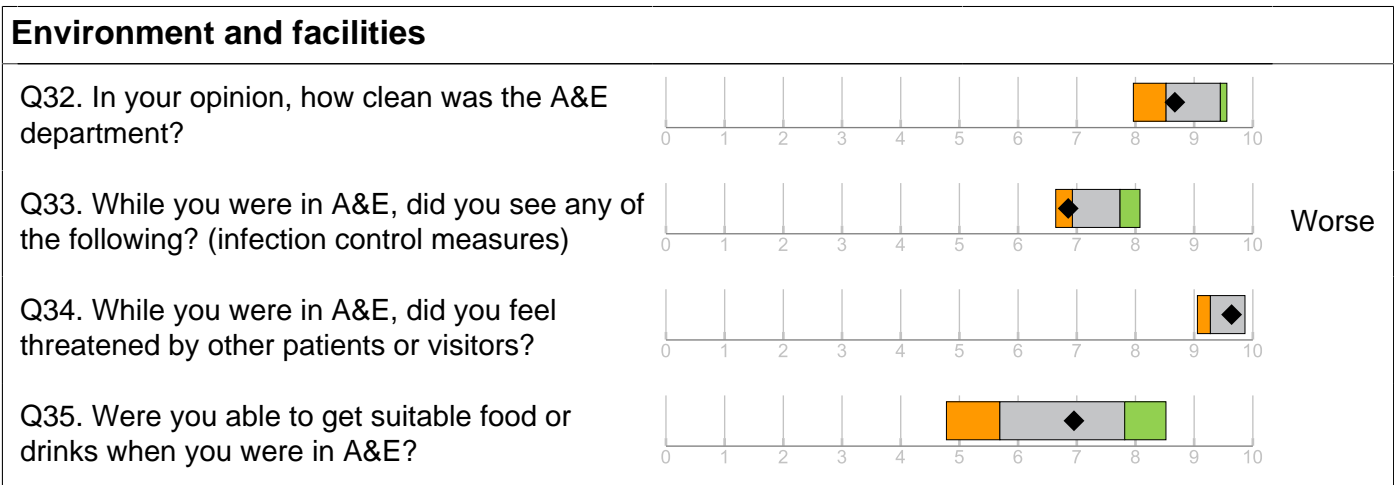 Environment and facilities
Q32. In your opinion, how clean was the A&E
department?
0 1 2 3 4 5 6 7 8 9 10
Q33. While you were in A&E, did you see any of
the following? (infection control measures)
0 1 2 3 4 5 6 7 8 9 10
Worse
Q34. While you were in A&E, did you feel
threatened by other patients or visitors?
0 1 2 3 4 5 6 7 8 9 10
Q35. Were you able to get suitable food or
drinks when you were in A&E?
0 1 2 3 4 5 6 7 8 9 10